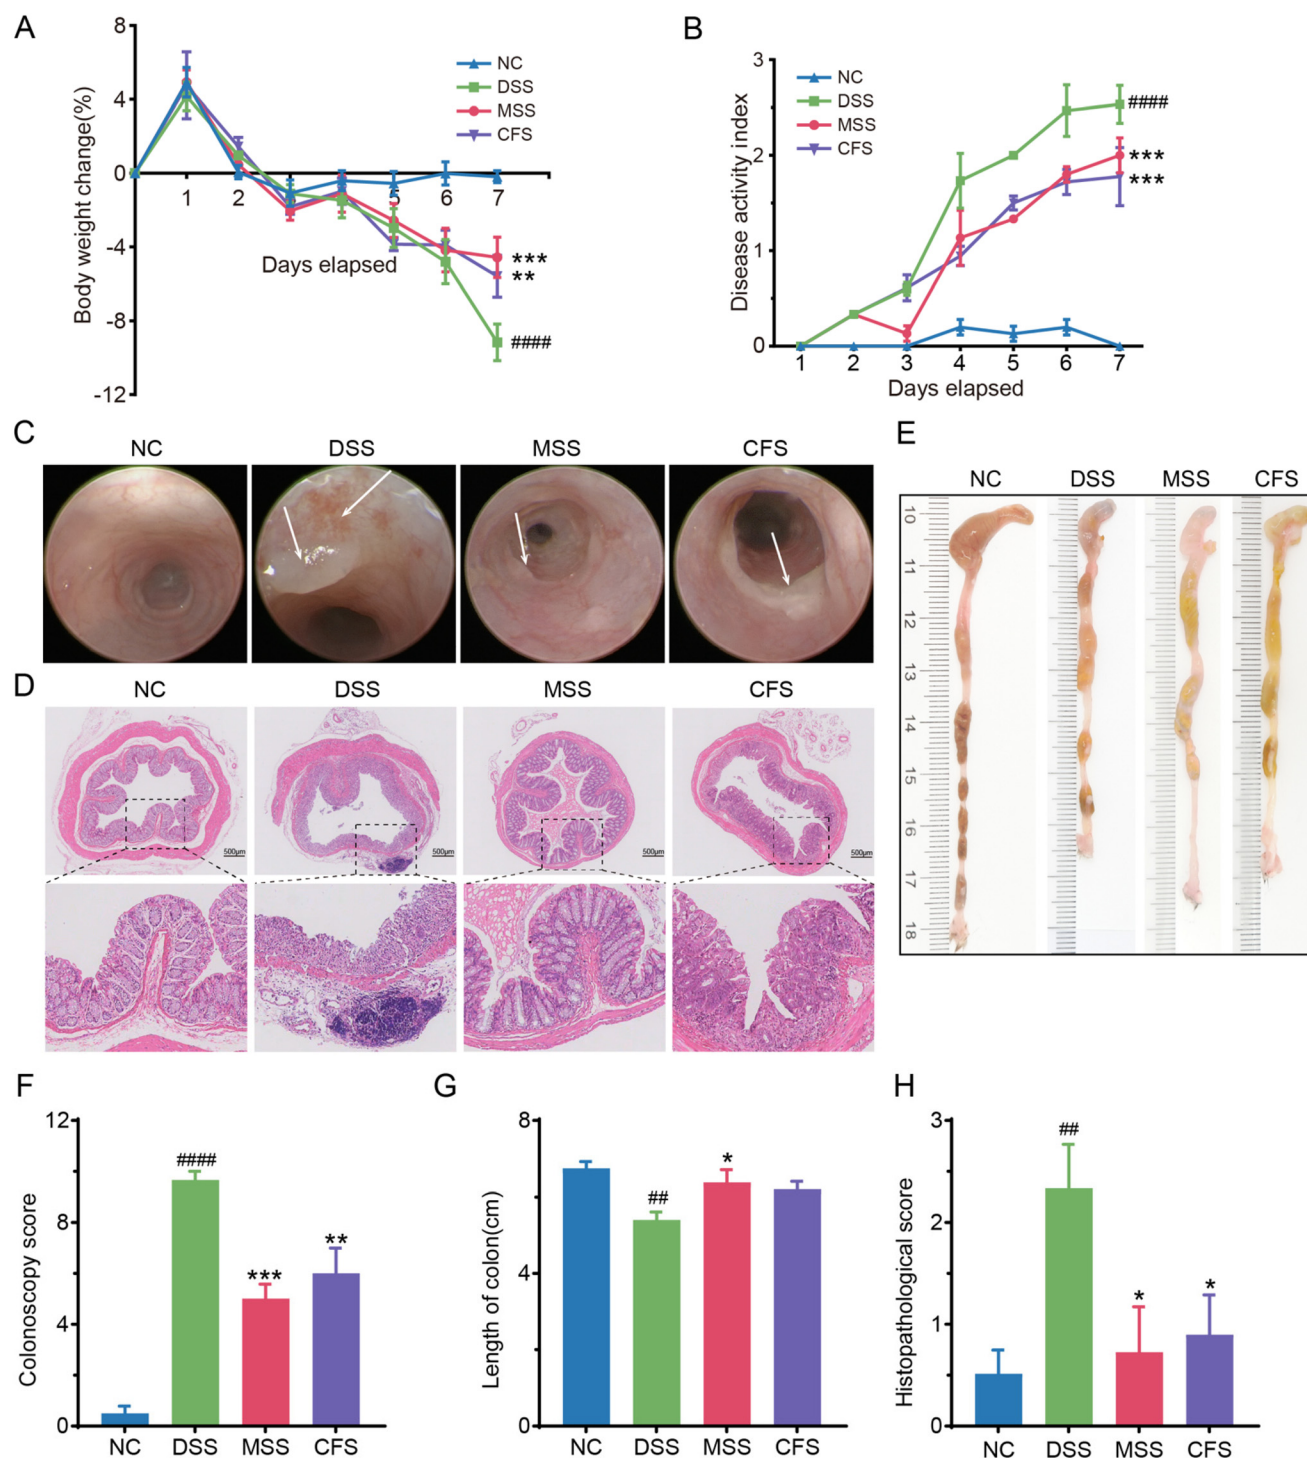 A
8
4
0
-4
-8
-12
Body weight change(%)
1
2
5
6
7
Days elapsed
NC
DSS
MSS
CFS
***
**
####
B
3
2
1
0
Disease activity index
NC
DSS
MSS
CFS
####
***
***
1 2 3 4 5 6 7
Days elapsed
C
NC DSS MSS CFS
D
NC DSS MSS CFS
500μm 500μm 500μm 500μm
E
NC DSS MSS CFS
10
11
12
13
14
15
16
17
18
F
12
8
4
0
Colonoscopy score
####
***
**
NC DSS MSS CFS
G
8
4
0
Length of colon(cm)
##
*
NC DSS MSS CFS
H
3
2
1
0
Histopathological score
##
*
*
NC DSS MSS CFS